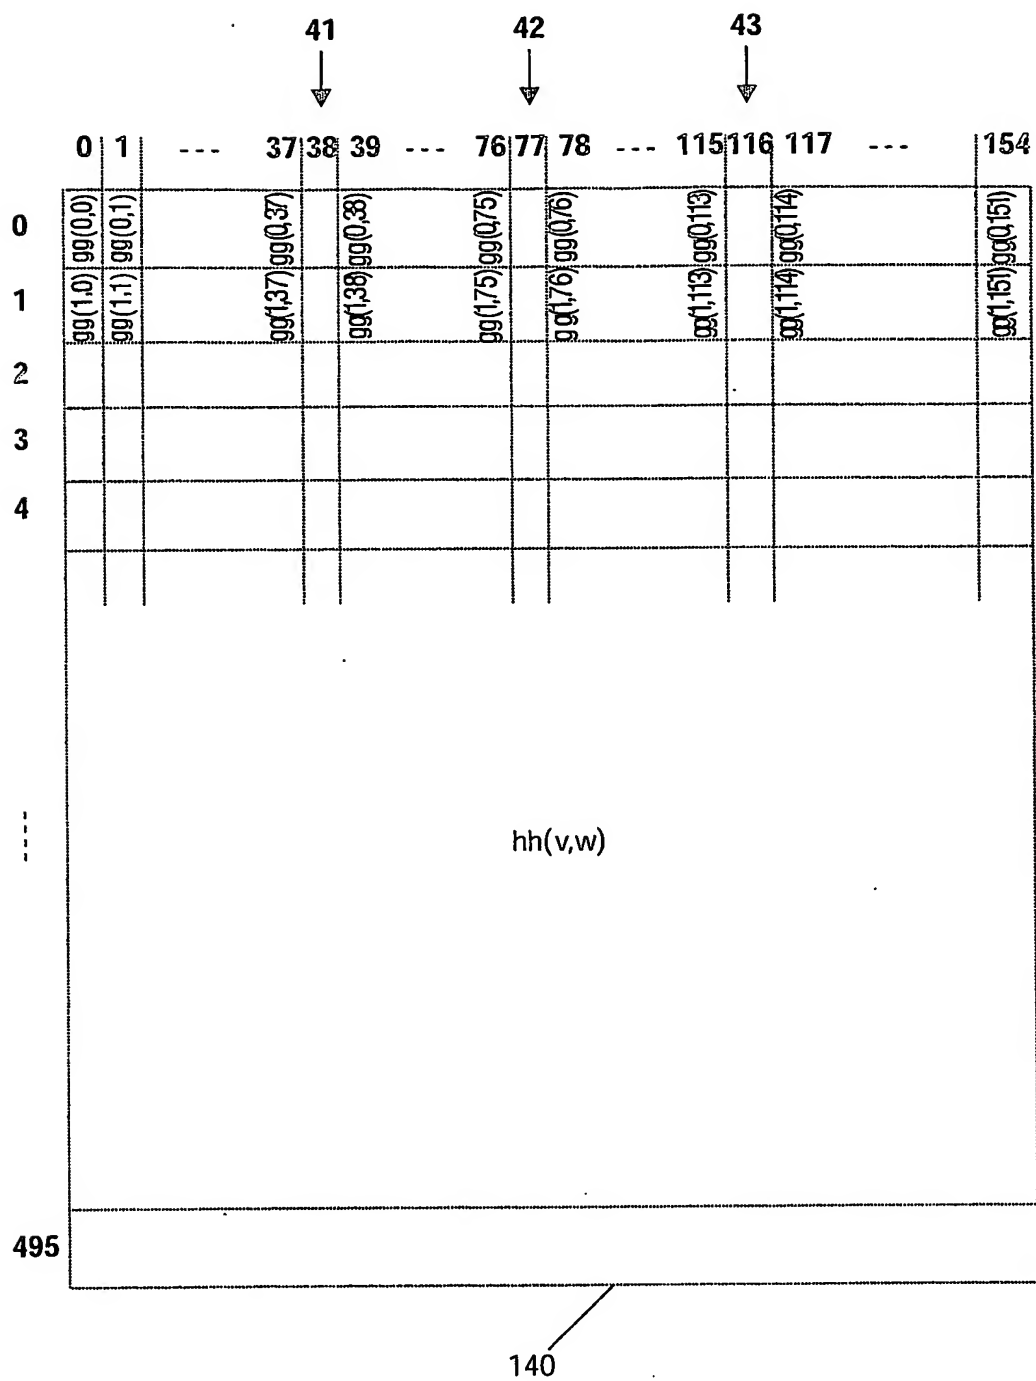 41 42 43
0 1 --- 37 38 39 --- 76 77 78 --- 115 116 117 --- 154
0 gg(0,0) gg(0,1) gg(0,37) gg(0,38) gg(0,75) gg(0,76) gg(0,113) gg(0,114) gg(0,151)
1 gg(1,0) gg(1,1) gg(1,37) gg(1,38) gg(1,75) gg(1,76) gg(1,113) gg(1,114) gg(1,151)
2
3
4
----
hh(v,w)
495
140